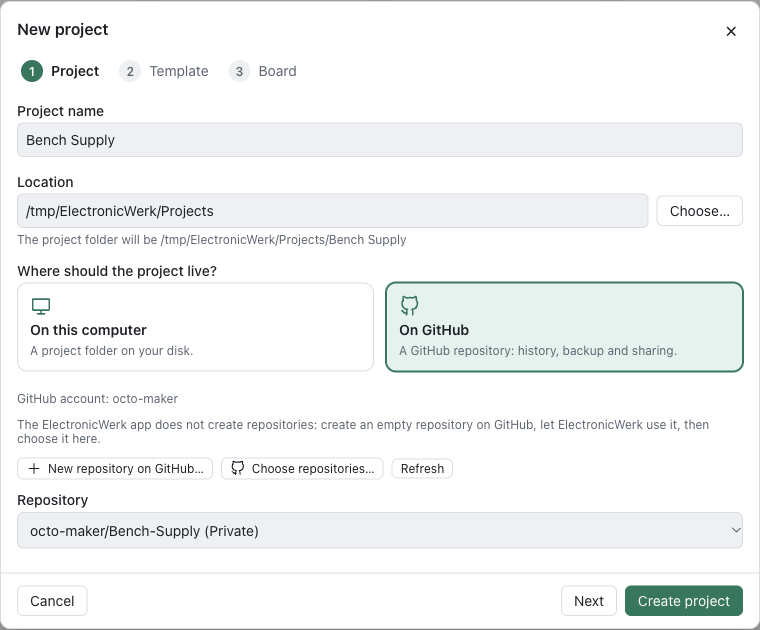 New project
1 Project 2 Template 3 Board
Project name
Bench Supply
Location
/tmp/ElectronicWerk/Projects
Choose...
The project folder will be /tmp/ElectronicWerk/Projects/Bench Supply
Where should the project live?
On this computer
A project folder on your disk.
On GitHub
A GitHub repository: history, backup and sharing.
GitHub account: octo-maker
The ElectronicWerk app does not create repositories: create an empty repository on GitHub, let ElectronicWerk use it, then
choose it here.
New repository on GitHub... Choose repositories... Refresh
Repository
octo-maker/Bench-Supply (Private)
Cancel Next Create project